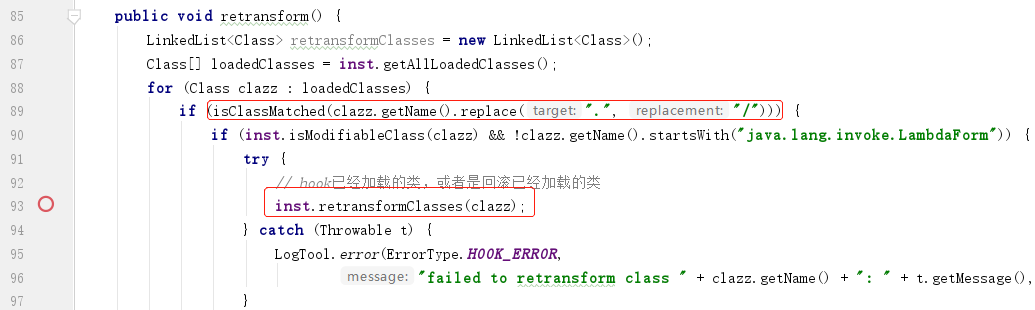 85 public void retransform() {
86 LinkedList<Class> retransformClasses = new LinkedList<Class>();
87 Class[] loadedClasses = inst.getAllLoadedClasses();
88 for (Class clazz : loadedClasses) {
89 if (isClassMatched(clazz.getName().replace( target: ".", replacement: "/"))) {
90 if (inst.isModifiableClass(clazz) && !clazz.getName().startsWith("java.lang.invoke.LambdaForm")) {
91 try {
92 // hook已经加载的类，或者是回滚已经加载的类
93 inst.retransformClasses(clazz);
94 } catch (Throwable t) {
95 LogTool.error(ErrorType.HOOK_ERROR,
96 message: "failed to retransform class " + clazz.getName() + ": " + t.getMessage(),
97 }